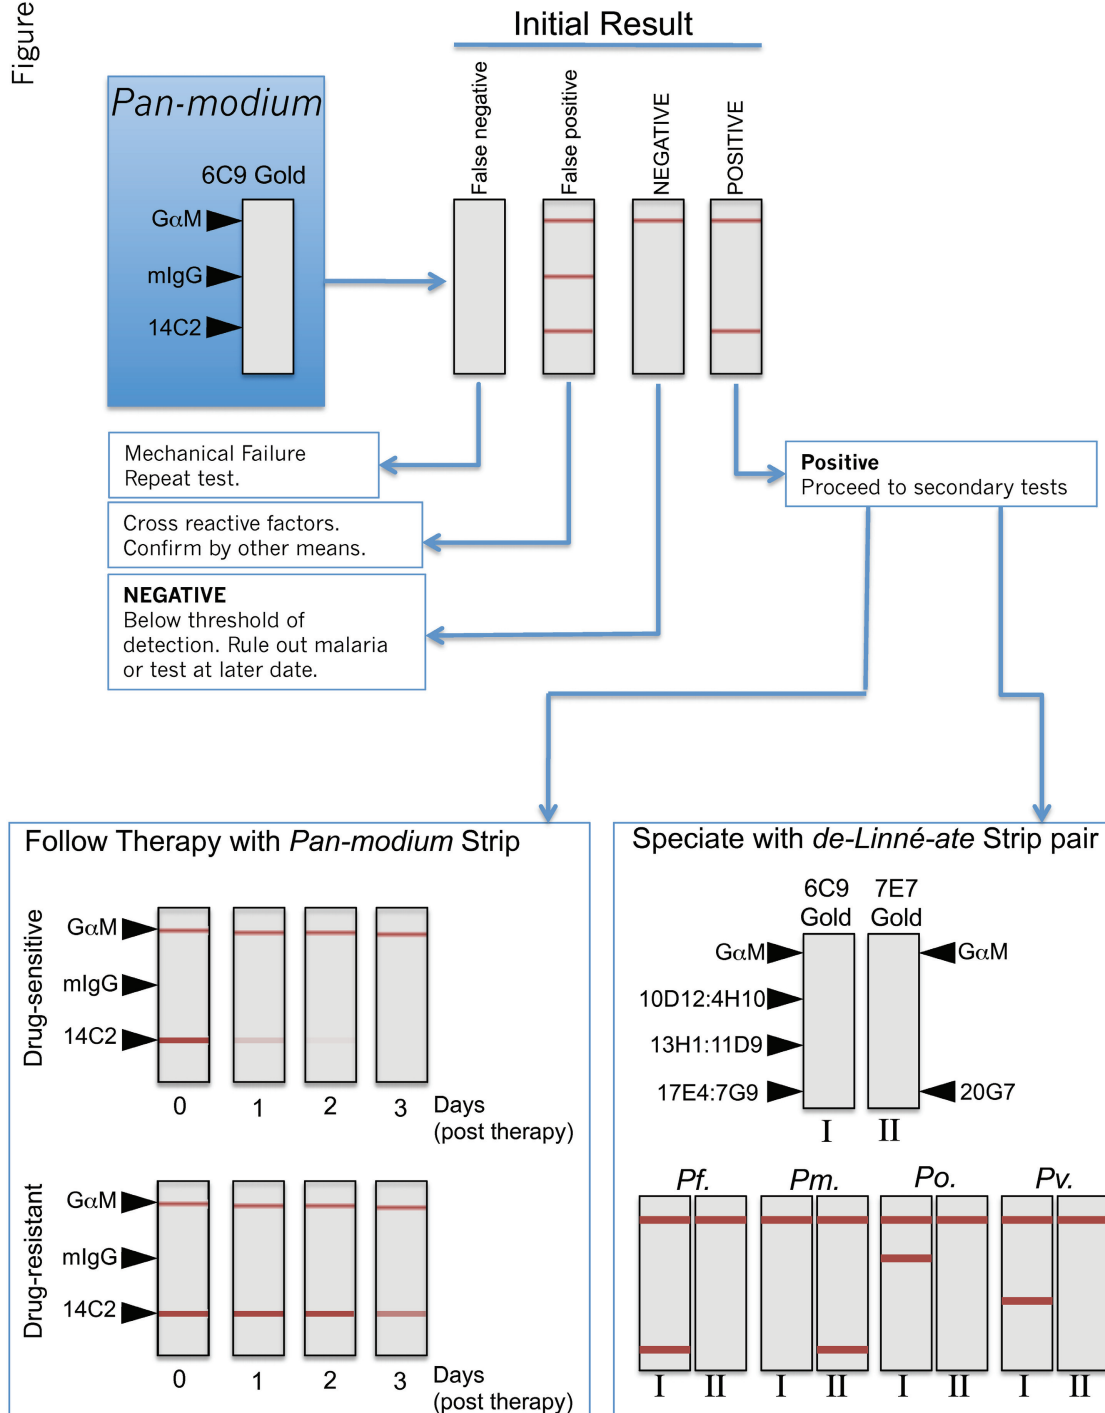 Figure
Initial Result
Pan-modium
6C9 Gold
GαM
mIgG
14C2
False negative
False positive
NEGATIVE
POSITIVE
Mechanical Failure
Repeat test.
Cross reactive factors.
Confirm by other means.
NEGATIVE
Below threshold of
detection. Rule out malaria
or test at later date.
Positive
Proceed to secondary tests
Follow Therapy with Pan-modium Strip
Drug-sensitive
GαM
mIgG
14C2
0 1 2 3 Days
(post therapy)
Drug-resistant
GαM
mIgG
14C2
0 1 2 3 Days
(post therapy)
Speciate with de-Linné-ate Strip pair
6C9 7E7
Gold Gold
GαM GαM
10D12:4H10
13H1:11D9
17E4:7G9 20G7
I II
Pf. Pm. Po. Pv.
I II I II I II I II